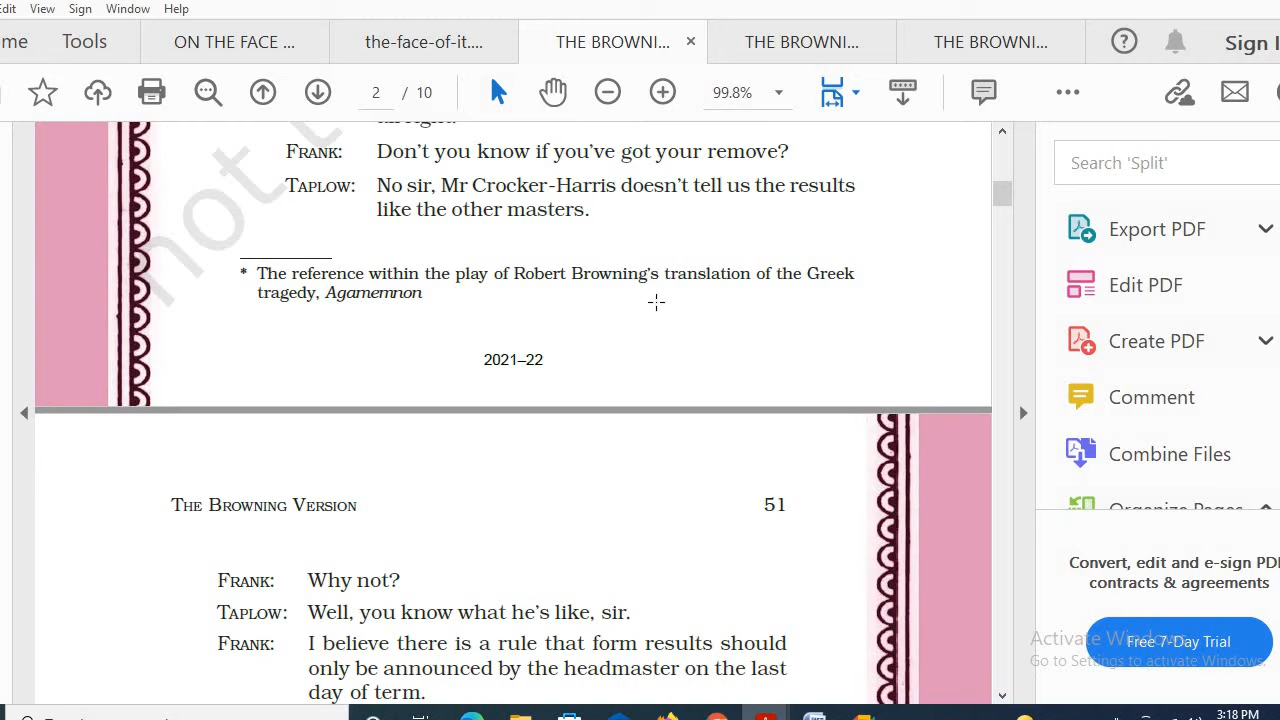 Edit View Sign Window Help
Tools ON THE FACE ... the-face-of-it.... THE BROWNI... × THE BROWNI... THE BROWNI... Sign
2 / 10 99.8%
FRANK: Don't you know if you've got your remove?
TAPLOW: No sir, Mr Crocker-Harris doesn't tell us the results
like the other masters.
* The reference within the play of Robert Browning's translation of the Greek
tragedy, Agamemnon
2021–22
THE BROWNING VERSION 51
FRANK: Why not?
TAPLOW: Well, you know what he's like, sir.
FRANK: I believe there is a rule that form results should
only be announced by the headmaster on the last
day of term.
not
Search 'Split'
Export PDF
Edit PDF
Create PDF
Comment
Combine Files
Organize Pages
Convert, edit and e-sign PDF
contracts & agreements
Free 7-Day Trial
Activate Windows
Go to Settings to activate Windows.
3:18 PM